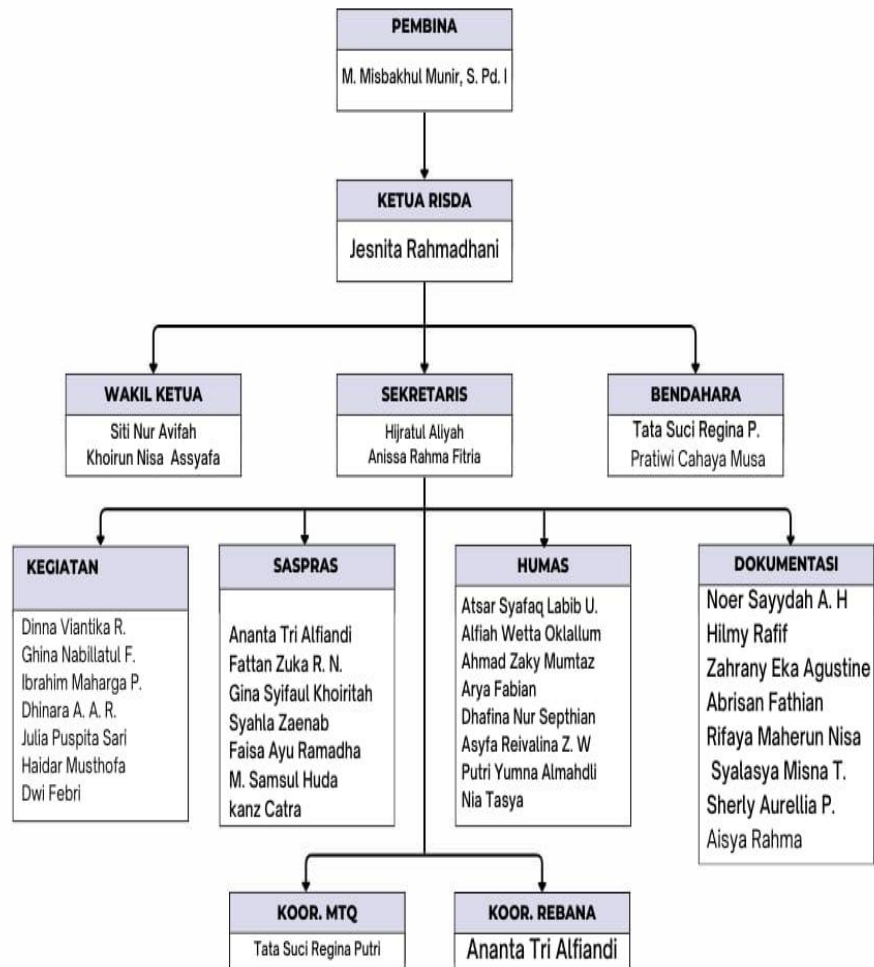 PEMBINA
M. Misbakhul Munir, S. Pd. I
KETUA RISDA
Jesnita Rahmadhani
WAKIL KETUA
Siti Nur Avifah
Khoirun Nisa Assyafa
SEKRETARIS
Hijratul Aliyah
Anissa Rahma Fitria
BENDAHARA
Tata Suci Regina P.
Pratiwi Cahaya Musa
KEGIATAN
Dinna Viantika R.
Ghina Nabillatul F.
Ibrahim Maharga P.
Dhinara A. A. R.
Julia Puspita Sari
Haidar Musthofa
Dwi Febri
SASPRAS
Ananta Tri Alfiandi
Fattan Zuka R. N.
Gina Syifaul Khoiritah
Syahla Zaenab
Faisa Ayu Ramadha
M. Samsul Huda
kanz Catra
HUMAS
Atsar Syafaq Labib U.
Alfiah Wetta Oklallum
Ahmad Zaky Mumtaz
Arya Fabian
Dhafina Nur Septhian
Asyfa Reivalina Z. W
Putri Yumna Almahdli
Nia Tasya
DOKUMENTASI
Noer Sayydah A. H
Hilmy Rafif
Zahrany Eka Agustine
Abrisan Fathian
Rifaya Maherun Nisa
Syalasya Misna T.
Sherly Aurellia P.
Aisya Rahma
KOOR. MTQ
Tata Suci Regina Putri
KOOR. REBANA
Ananta Tri Alfiandi